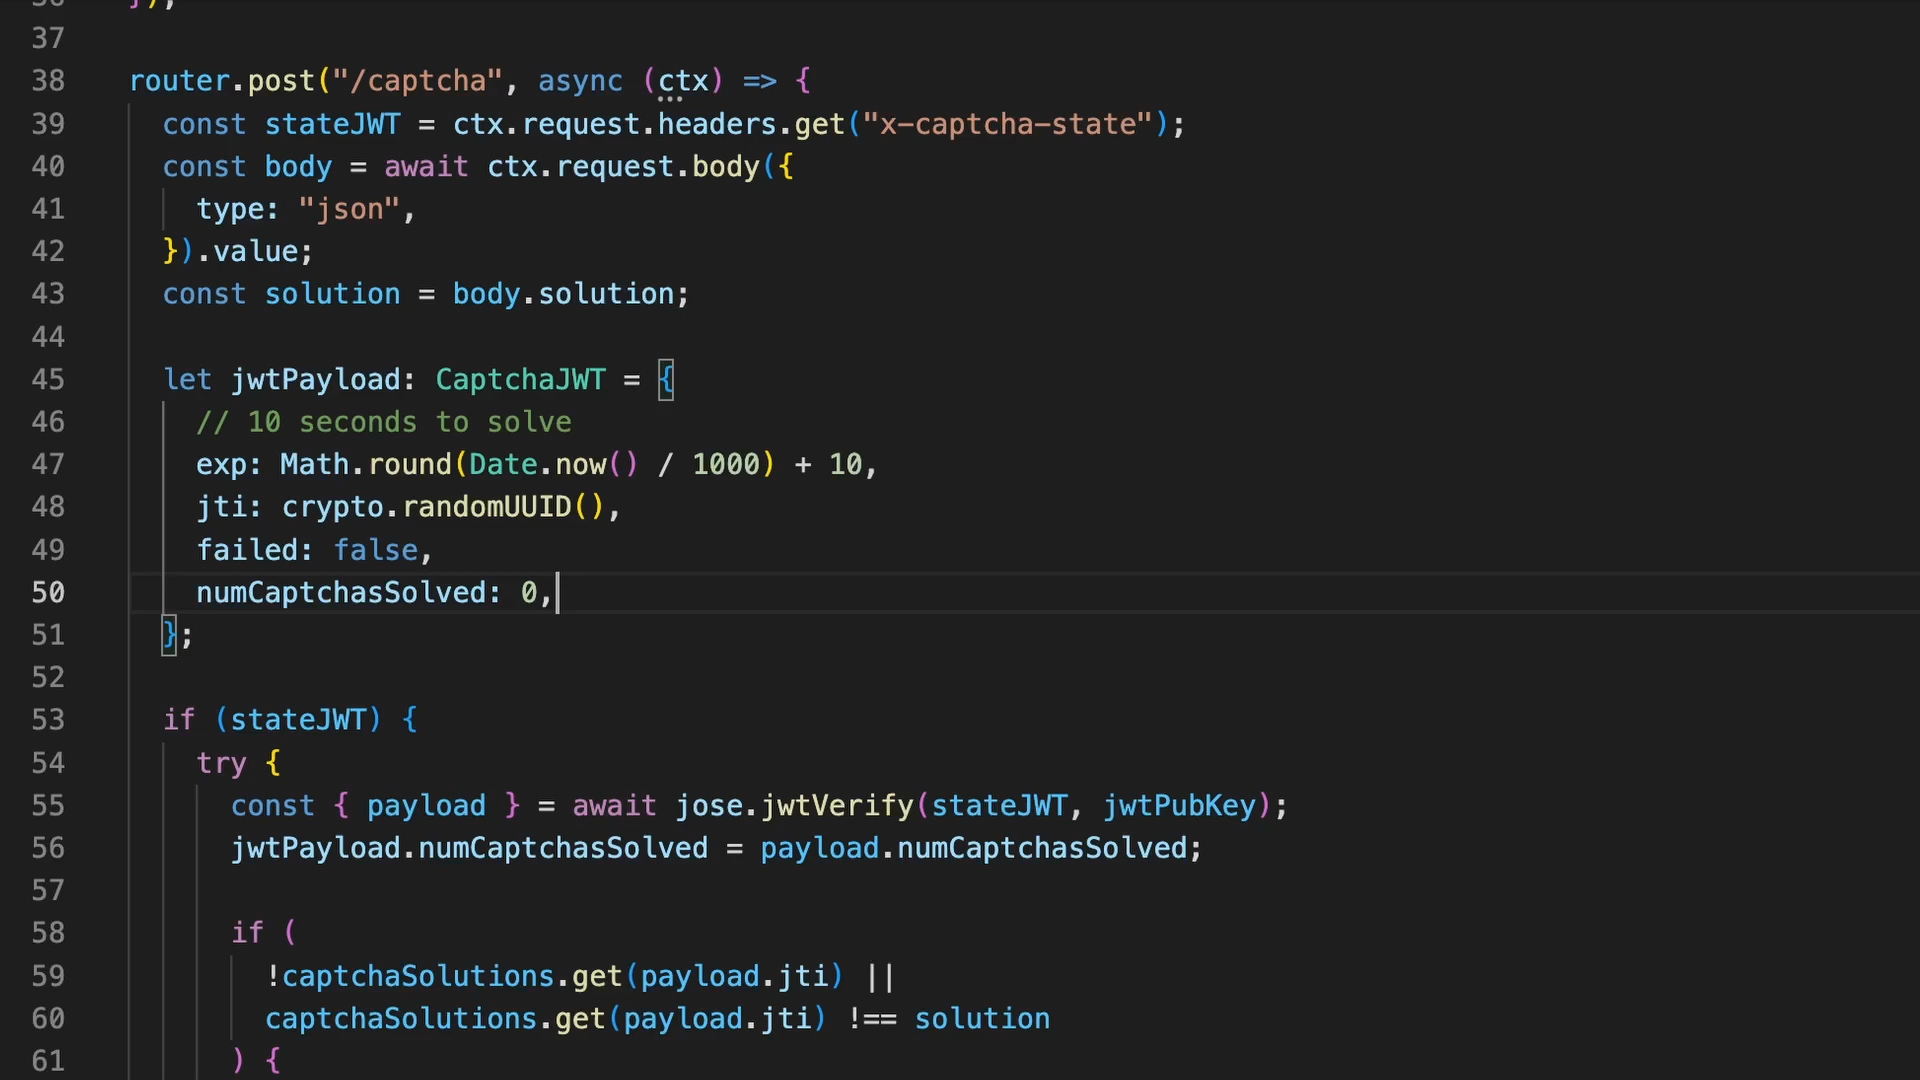 36 });
37
38 router.post("/captcha", async (ctx) => {
39 const stateJWT = ctx.request.headers.get("x-captcha-state");
40 const body = await ctx.request.body({
41 type: "json",
42 }).value;
43 const solution = body.solution;
44
45 let jwtPayload: CaptchaJWT = {
46 // 10 seconds to solve
47 exp: Math.round(Date.now() / 1000) + 10,
48 jti: crypto.randomUUID(),
49 failed: false,
50 numCaptchasSolved: 0,
51 };
52
53 if (stateJWT) {
54 try {
55 const { payload } = await jose.jwtVerify(stateJWT, jwtPubKey);
56 jwtPayload.numCaptchasSolved = payload.numCaptchasSolved;
57
58 if (
59 !captchaSolutions.get(payload.jti) ||
60 captchaSolutions.get(payload.jti) !== solution
61 ) {